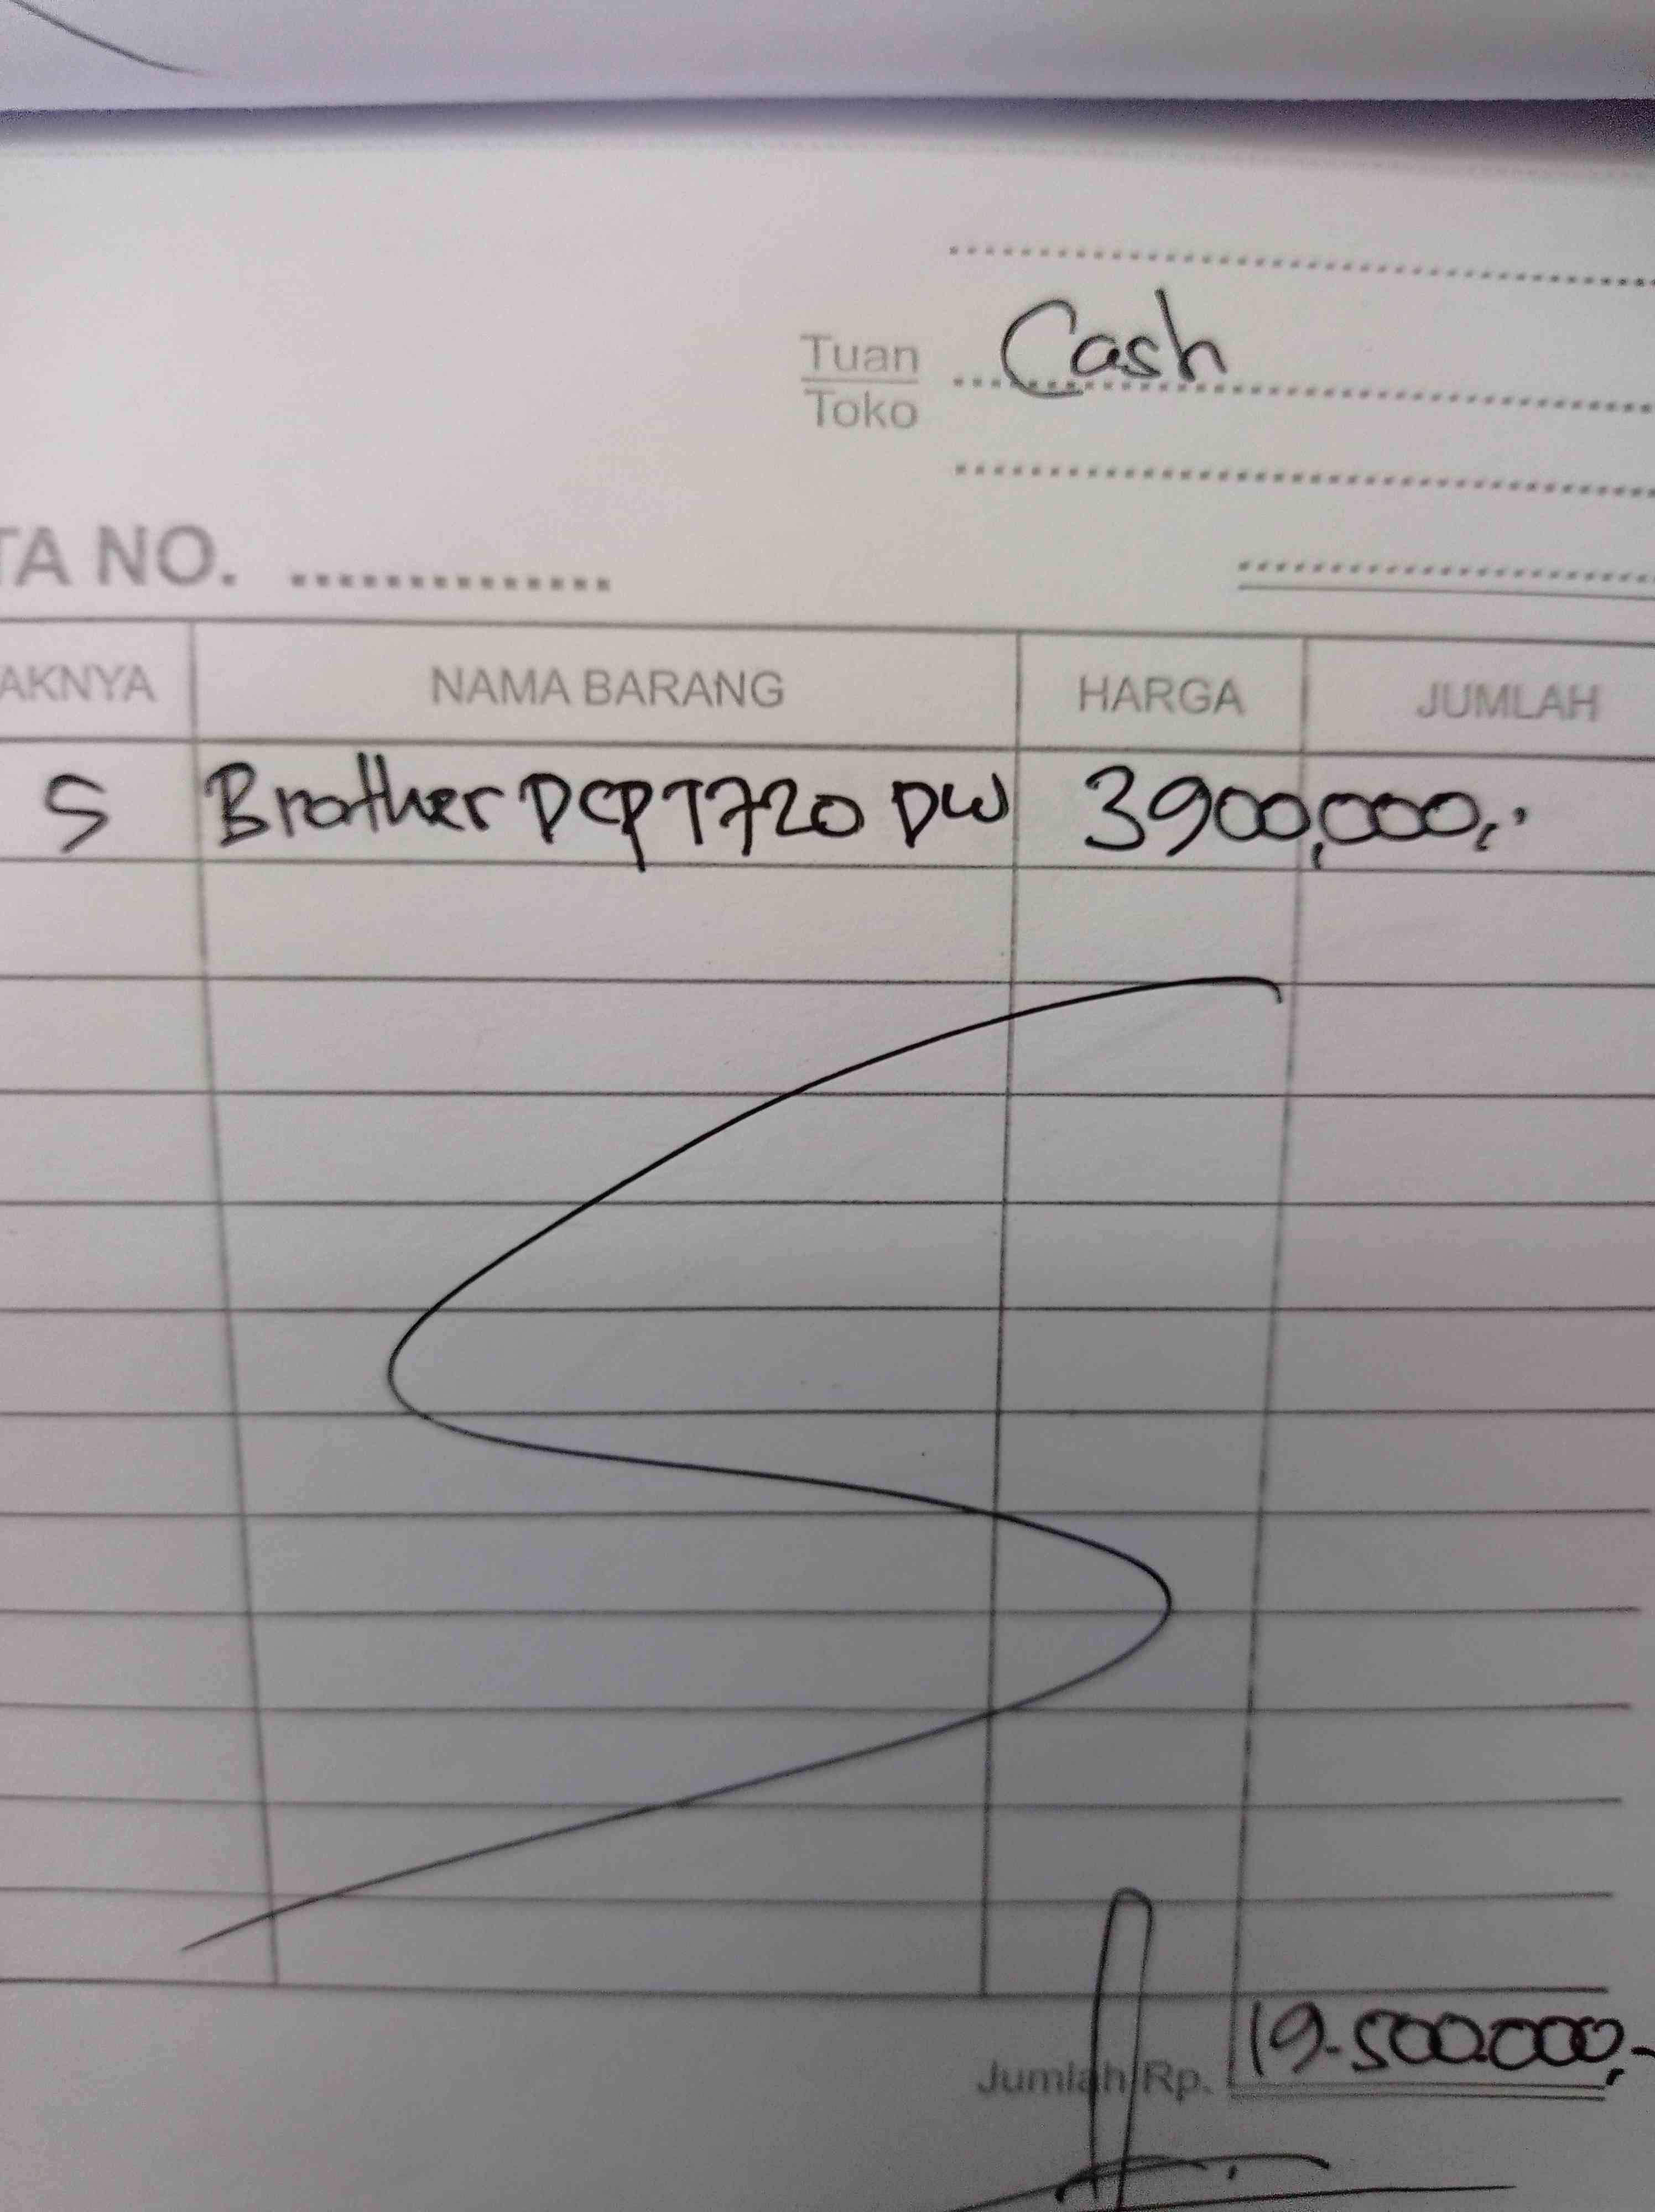 Tuan Cash
Toko
TA NO. ..............
AKNYA NAMA BARANG HARGA JUMLAH
5 Brother DCP T720 DW 3900,000,-
Jumlah Rp. 19.500.000,-